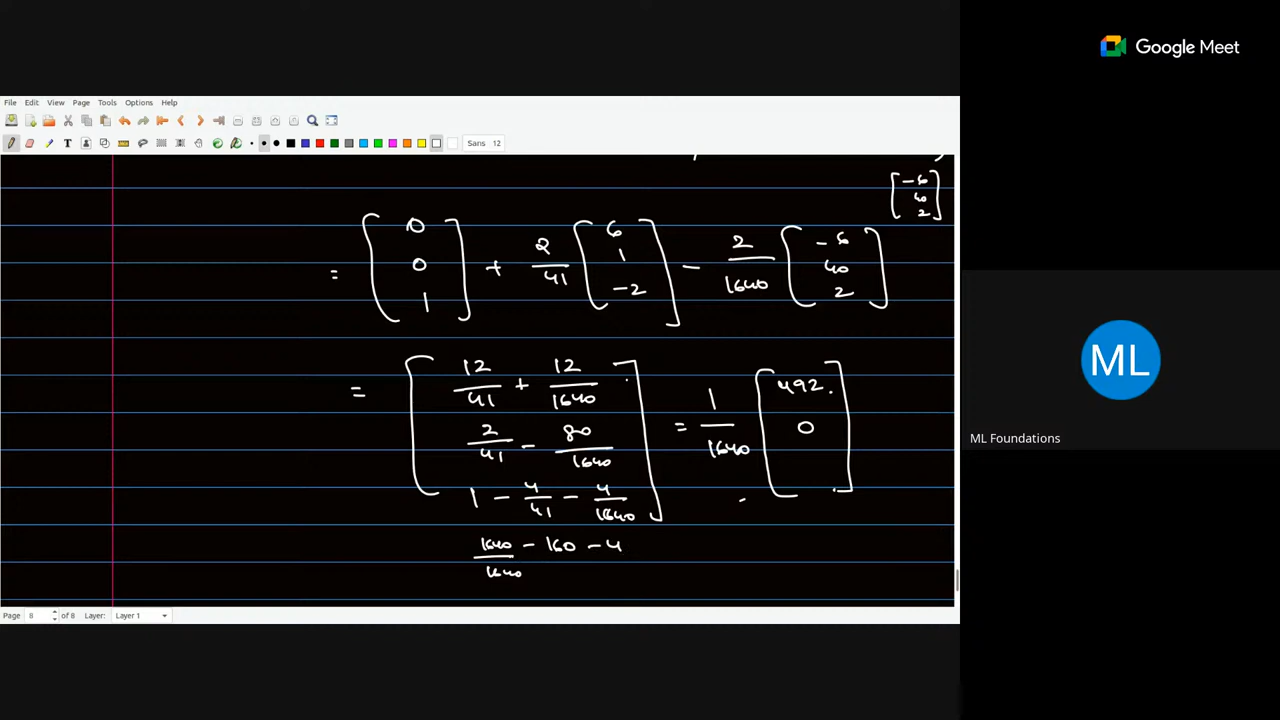 Google Meet
File Edit View Page Tools Options Help
Sans 12
[-6 40 2]
= [0 0 1] + 2/41 [6 1 -2] - 2/1640 [-6 40 2]
= [12/41 + 12/1640
2/41 - 80/1640
1 - 4/41 - 4/1640] = 1/1640 [492 0]
1640/1640 - 160 - 4
ML
ML Foundations
Page 8 of 8 Layer: Layer 1